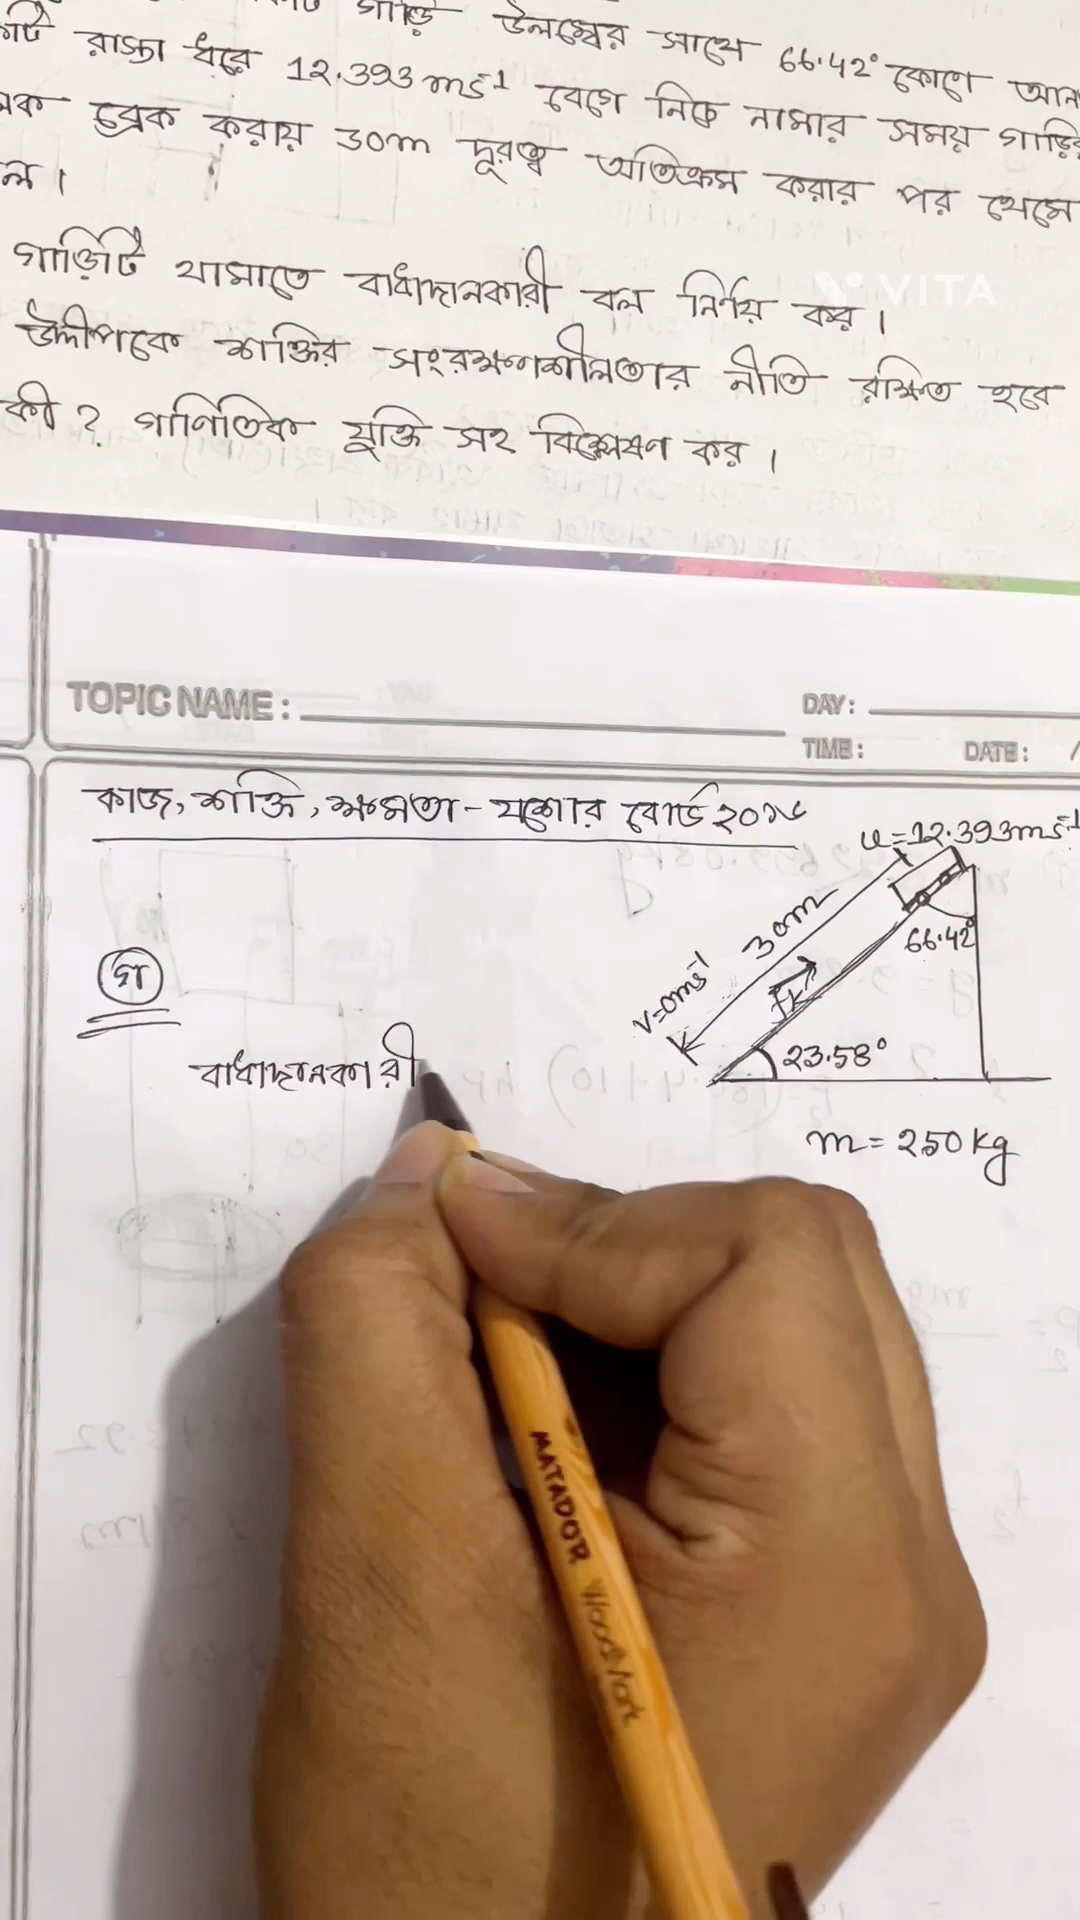 গাড়ি উলম্বের সাথে 66.42° কোণে আন
রাস্তা ধরে 12.393 ms⁻¹ বেগে নিচে নামার সময় গাড়ির
ব্রেক করায় 30m দূরত্ব অতিক্রম করার পর থেমে
ল।
গাড়িটি থামাতে বাধাদানকারী বল নির্ণয় কর।
VITA
উদ্দীপকে শক্তির সংরক্ষণশীলতার নীতি রক্ষিত হবে
কী? গাণিতিক যুক্তি সহ বিশ্লেষণ কর।
TOPIC NAME:
DAY:
TIME: DATE: /
কাজ, শক্তি, ক্ষমতা - যশোর বোর্ড
u=12.393ms⁻¹
30m
66.42°
v=0ms⁻¹
fk
গ
23.58°
বাধাদানকারী
m = 250kg
MATADOR WoodMark